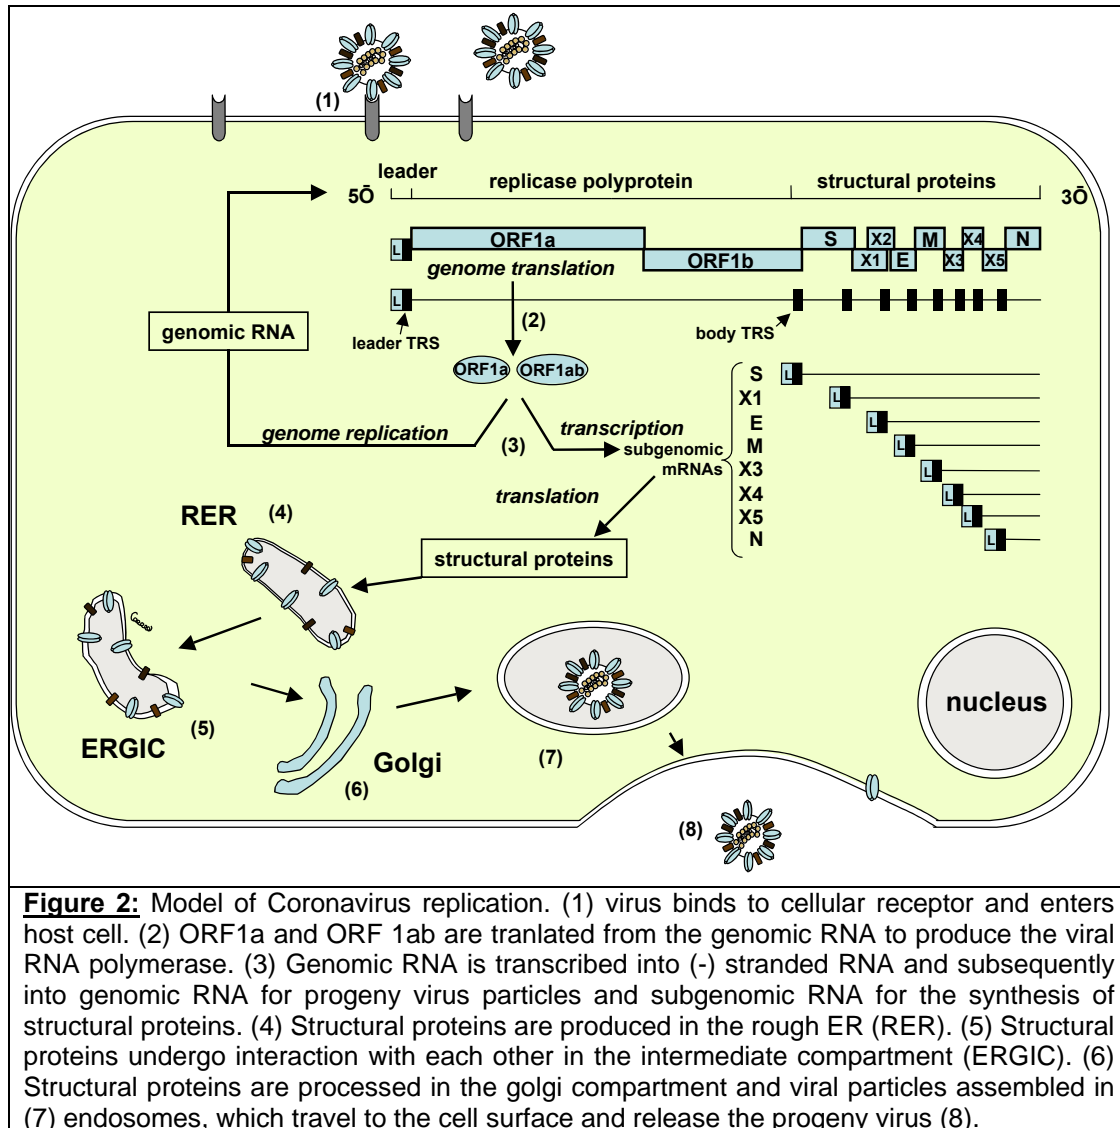 (1)
leader
replicase polyprotein
structural proteins
5Ō
3Ō
L
ORF1a
ORF1b
S
X1
X2
E
M
X3
X4
X5
N
genome translation
L
leader TRS
body TRS
genomic RNA
(2)
ORF1a
ORF1ab
genome replication
(3)
transcription
subgenomic
mRNAs
S
L
X1
L
E
L
M
L
X3
L
X4
L
X5
L
N
L
translation
structural proteins
RER
(4)
ERGIC
(5)
Golgi
(6)
(7)
nucleus
(8)
Figure 2: Model of Coronavirus replication. (1) virus binds to cellular receptor and enters
host cell. (2) ORF1a and ORF 1ab are tranlated from the genomic RNA to produce the viral
RNA polymerase. (3) Genomic RNA is transcribed into (-) stranded RNA and subsequently
into genomic RNA for progeny virus particles and subgenomic RNA for the synthesis of
structural proteins. (4) Structural proteins are produced in the rough ER (RER). (5) Structural
proteins undergo interaction with each other in the intermediate compartment (ERGIC). (6)
Structural proteins are processed in the golgi compartment and viral particles assembled in
(7) endosomes, which travel to the cell surface and release the progeny virus (8).